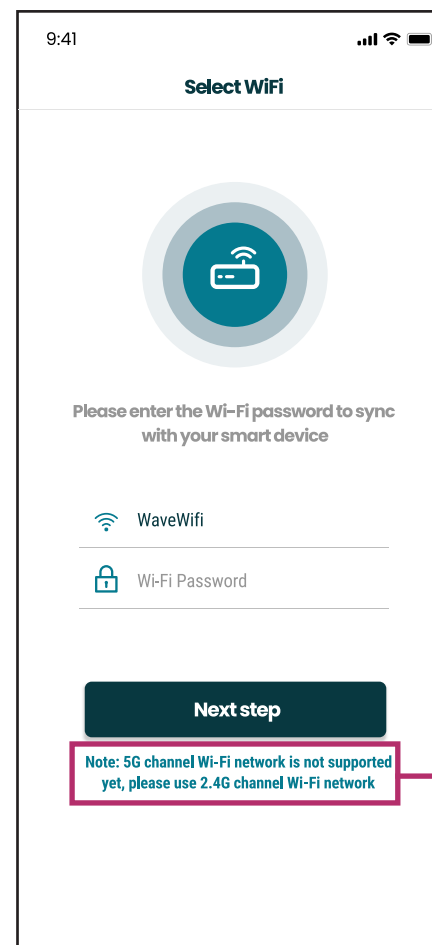 9:41
Select WiFi
Please enter the Wi-Fi password to sync
with your smart device
WaveWifi
Wi-Fi Password
Next step
Note: 5G channel Wi-Fi network is not supported
yet, please use 2.4G channel Wi-Fi network